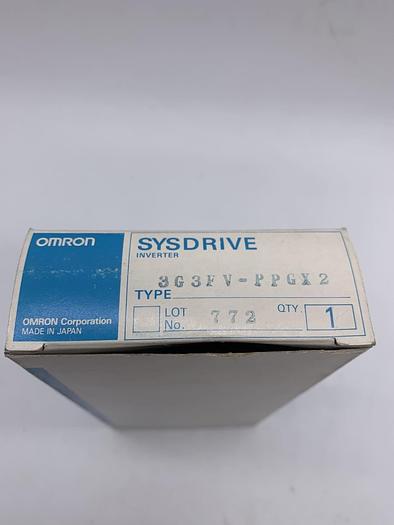 OMRON
SYSDRIVE
INVERTER
3G3FV-PPGX2
TYPE
LOT No. 772
QTY. 1
OMRON Corporation
MADE IN JAPAN